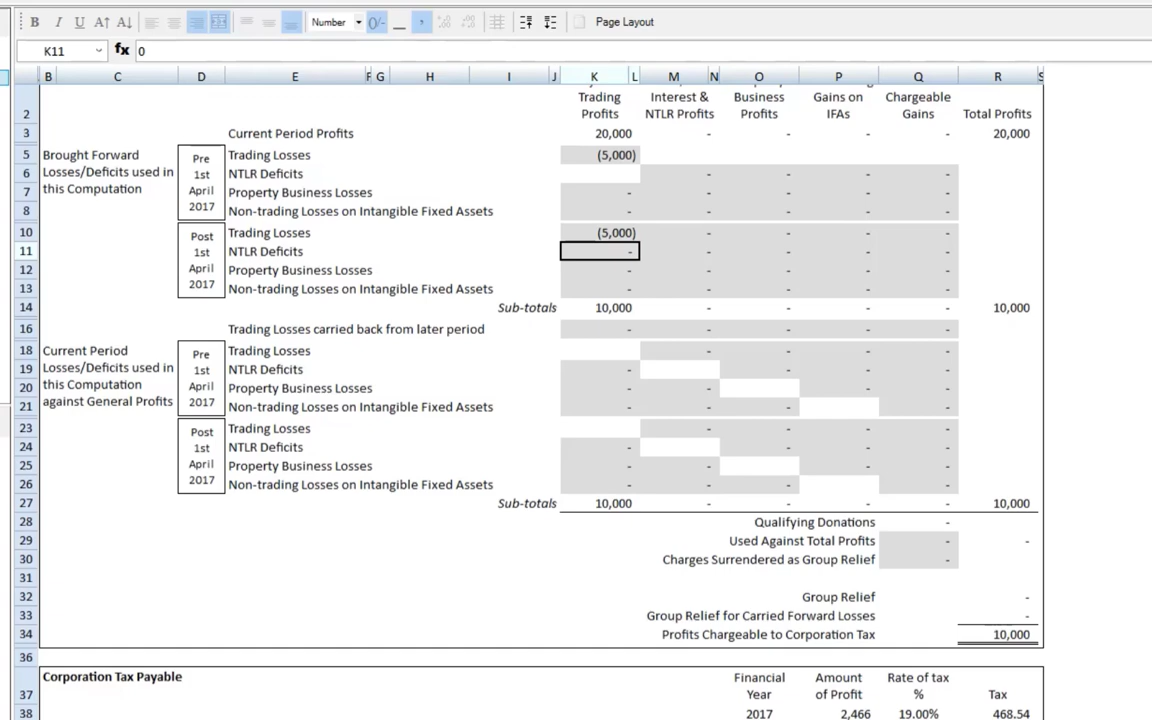 B I U A↑ A↓ Number 0/- Page Layout
K11 fx 0
B C D E F G H I J K L M N O P Q R S
2 Trading Profits Interest & NTLR Profits Business Profits Gains on IFAs Chargeable Gains Total Profits
3 Current Period Profits 20,000 - - - - 20,000
5 Brought Forward Pre Trading Losses (5,000)
6 Losses/Deficits used in 1st NTLR Deficits - - - -
7 this Computation April Property Business Losses - - - - -
8 2017 Non-trading Losses on Intangible Fixed Assets - - - - -
10 Post Trading Losses (5,000) - - - -
11 1st NTLR Deficits - - - - -
12 April Property Business Losses - - - - -
13 2017 Non-trading Losses on Intangible Fixed Assets - - - - -
14 Sub-totals 10,000 - - - - 10,000
16 Trading Losses carried back from later period - - - - -
18 Current Period Pre Trading Losses - - - -
19 Losses/Deficits used in 1st NTLR Deficits - - - -
20 this Computation April Property Business Losses - - - -
21 against General Profits 2017 Non-trading Losses on Intangible Fixed Assets - - - -
23 Post Trading Losses - - - -
24 1st NTLR Deficits - - - -
25 April Property Business Losses - - - -
26 2017 Non-trading Losses on Intangible Fixed Assets - - - -
27 Sub-totals 10,000 - - - - 10,000
28 Qualifying Donations -
29 Used Against Total Profits - -
30 Charges Surrendered as Group Relief -
31
32 Group Relief -
33 Group Relief for Carried Forward Losses -
34 Profits Chargeable to Corporation Tax 10,000
36
37 Corporation Tax Payable Financial Year Amount of Profit Rate of tax % Tax
38 2017 2,466 19.00% 468.54